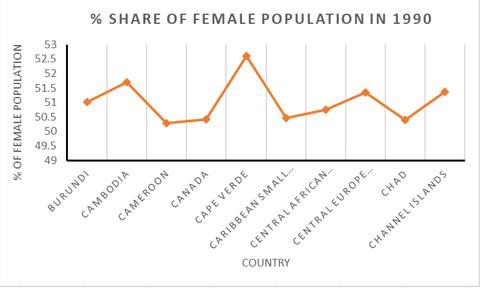 % SHARE OF FEMALE POPULATION IN 1990
% OF FEMALE POPULATION
53
52.5
52
51.5
51
50.5
50
49.5
49
BURUNDI
CAMBODIA
CAMEROON
CANADA
CAPE VERDE
CARIBBEAN SMALL...
CENTRAL AFRICAN...
CENTRAL EUROPE...
CHAD
CHANNEL ISLANDS
COUNTRY